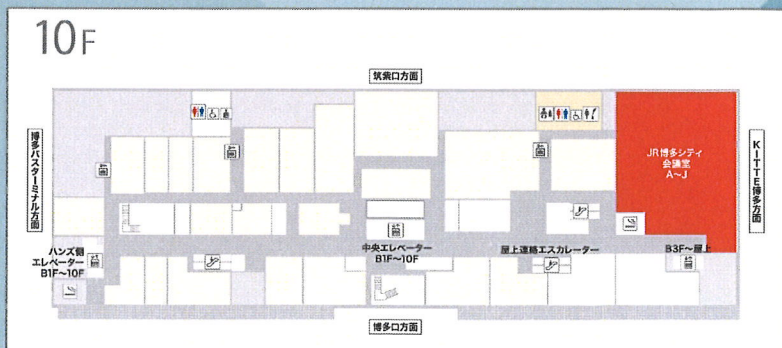 10F
筑紫口方面
博多バスターミナル方面
JR博多シティ
会議室
A〜J
KITTE博多方面
ハンズ側
エレベーター
B1F〜10F
中央エレベーター
B1F〜10F
屋上連絡エスカレーター
B3F〜屋上
博多口方面